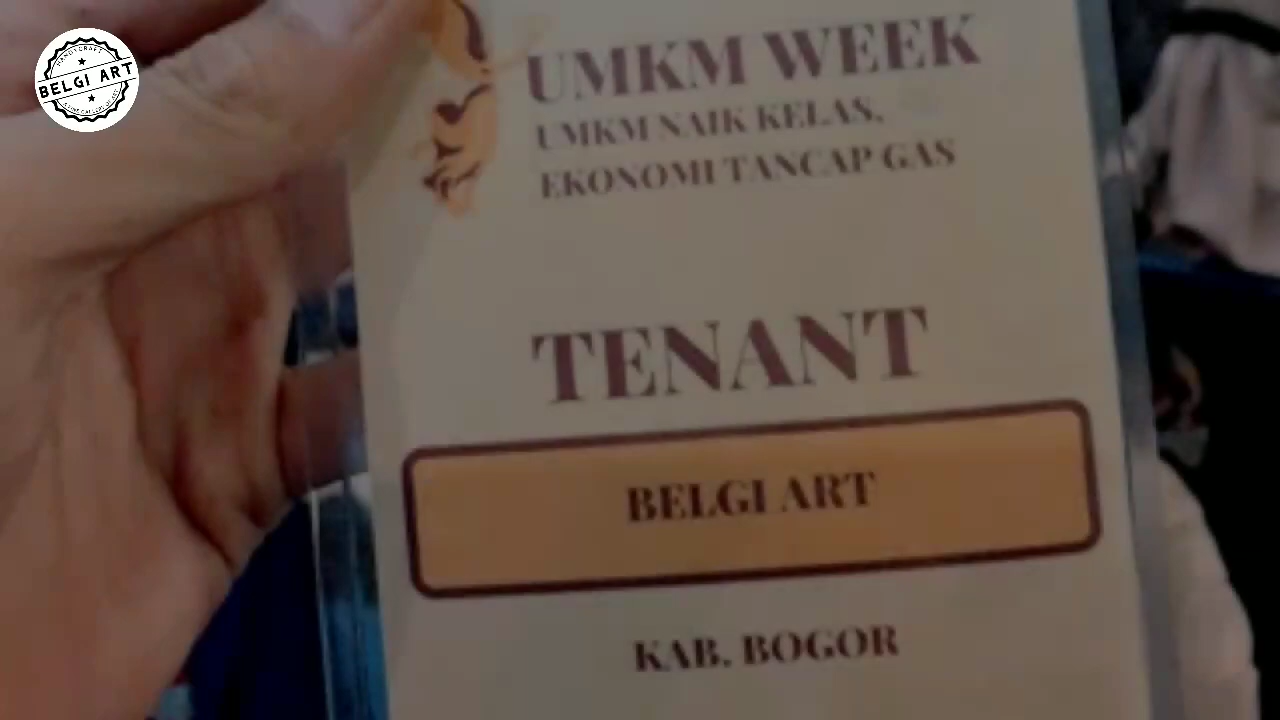 BELGI ART
UMKM WEEK
UMKM NAIK KELAS,
EKONOMI TANCAP GAS
TENANT
BELGI ART
KAB. BOGOR